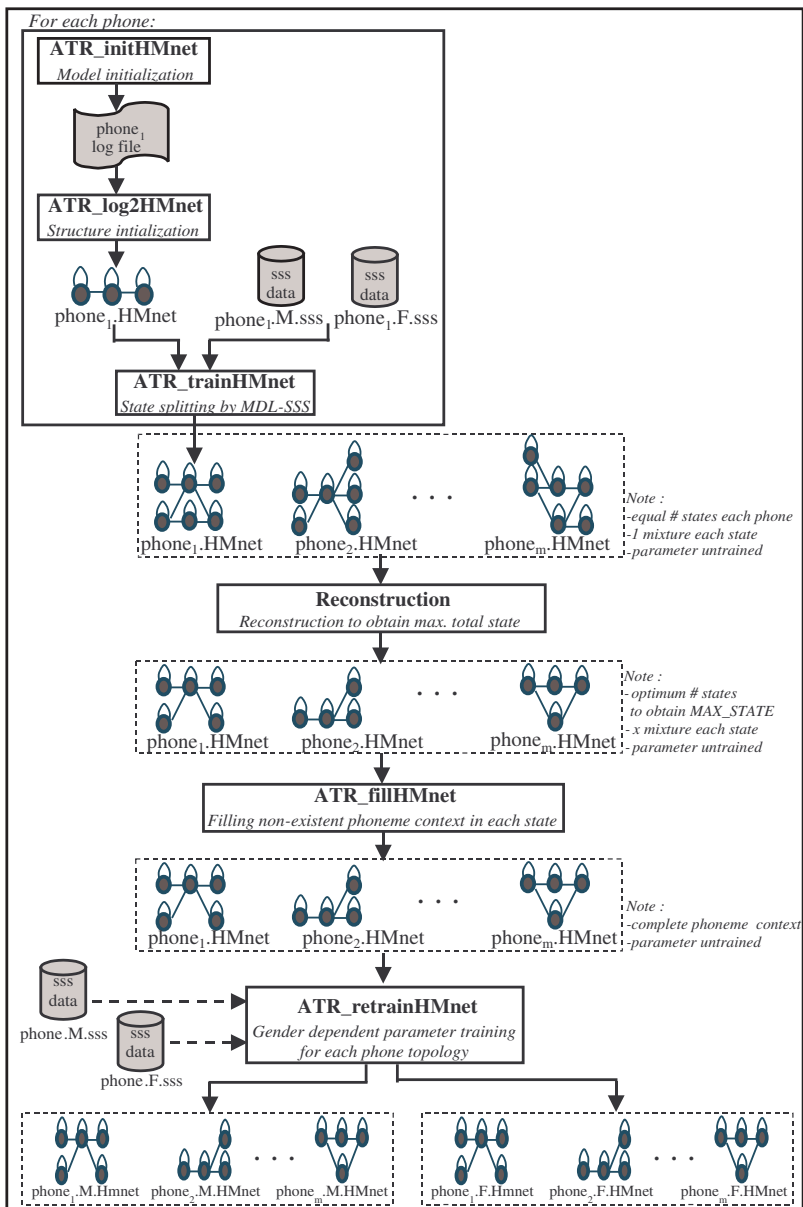 For each phone:
ATR_initHMnet
Model initialization
phone₁
log file
ATR_log2HMnet
Structure intialization
sss
data
sss
data
phone₁.HMnet
phone₁.M.sss
phone₁.F.sss
ATR_trainHMnet
State splitting by MDL-SSS
. . .
phone₁.HMnet
phone₂.HMnet
phoneₘ.HMnet
Note :
-equal # states each phone
-1 mixture each state
-parameter untrained
Reconstruction
Reconstruction to obtain max. total state
. . .
phone₁.HMnet
phone₂.HMnet
phoneₘ.HMnet
Note :
- optimum # states
to obtain MAX_STATE
- x mixture each state
- parameter untrained
ATR_fillHMnet
Filling non-existent phoneme context in each state
. . .
phone₁.HMnet
phone₂.HMnet
phoneₘ.HMnet
Note :
-complete phoneme context
-parameter untrained
sss
data
phone.M.sss
sss
data
phone.F.sss
ATR_retrainHMnet
Gender dependent parameter training
for each phone topology
. . .
phone₁.M.Hmnet
phone₂.M.HMnet
phoneₘ.M.HMnet
. . .
phone₁.F.Hmnet
phone₂.F.HMnet
phoneₘ.F.HMnet